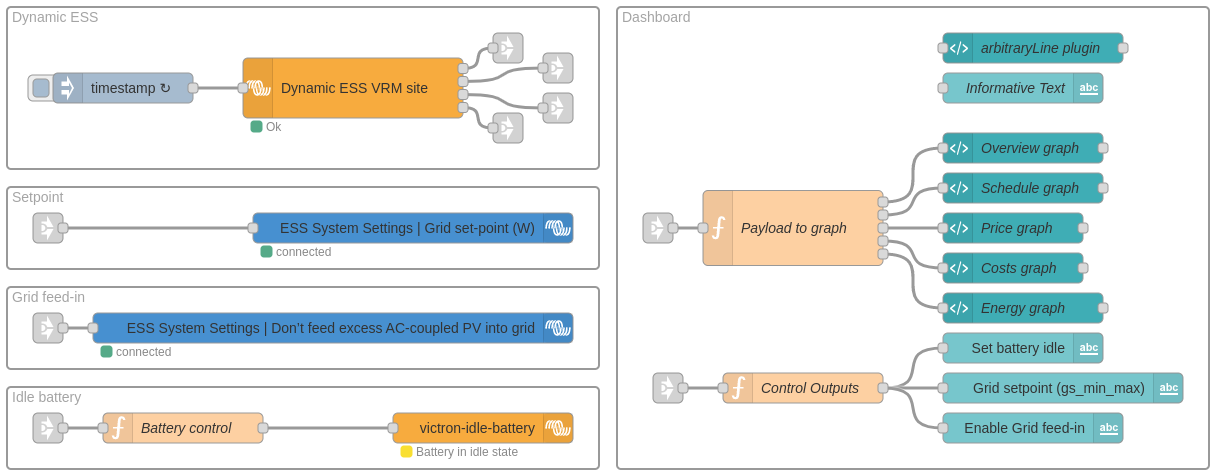 Dynamic ESS
timestamp ↻
Dynamic ESS VRM site
Ok
Setpoint
ESS System Settings | Grid set-point (W)
connected
Grid feed-in
ESS System Settings | Don't feed excess AC-coupled PV into grid
connected
Idle battery
Battery control
victron-idle-battery
Battery in idle state
Dashboard
arbitraryLine plugin
Informative Text abc
Payload to graph
Overview graph
Schedule graph
Price graph
Costs graph
Energy graph
Control Outputs
Set battery idle abc
Grid setpoint (gs_min_max) abc
Enable Grid feed-in abc